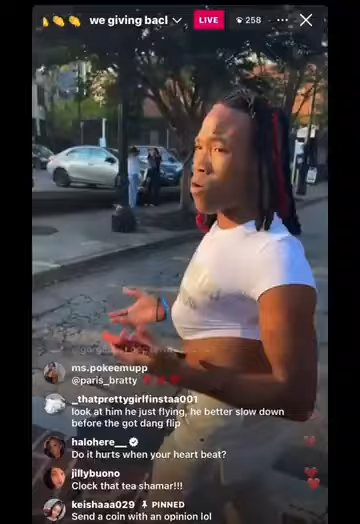 we giving bacl
LIVE
258
ms.pokeemupp
@paris_bratty
_thatprettygirlfinstaa001
look at him he just flying, he better slow down
before the got dang flip
halohere__
Do it hurts when your heart beat?
jillybuono
Clock that tea shamar!!!
keishaaa029 PINNED
Send a coin with an opinion lol